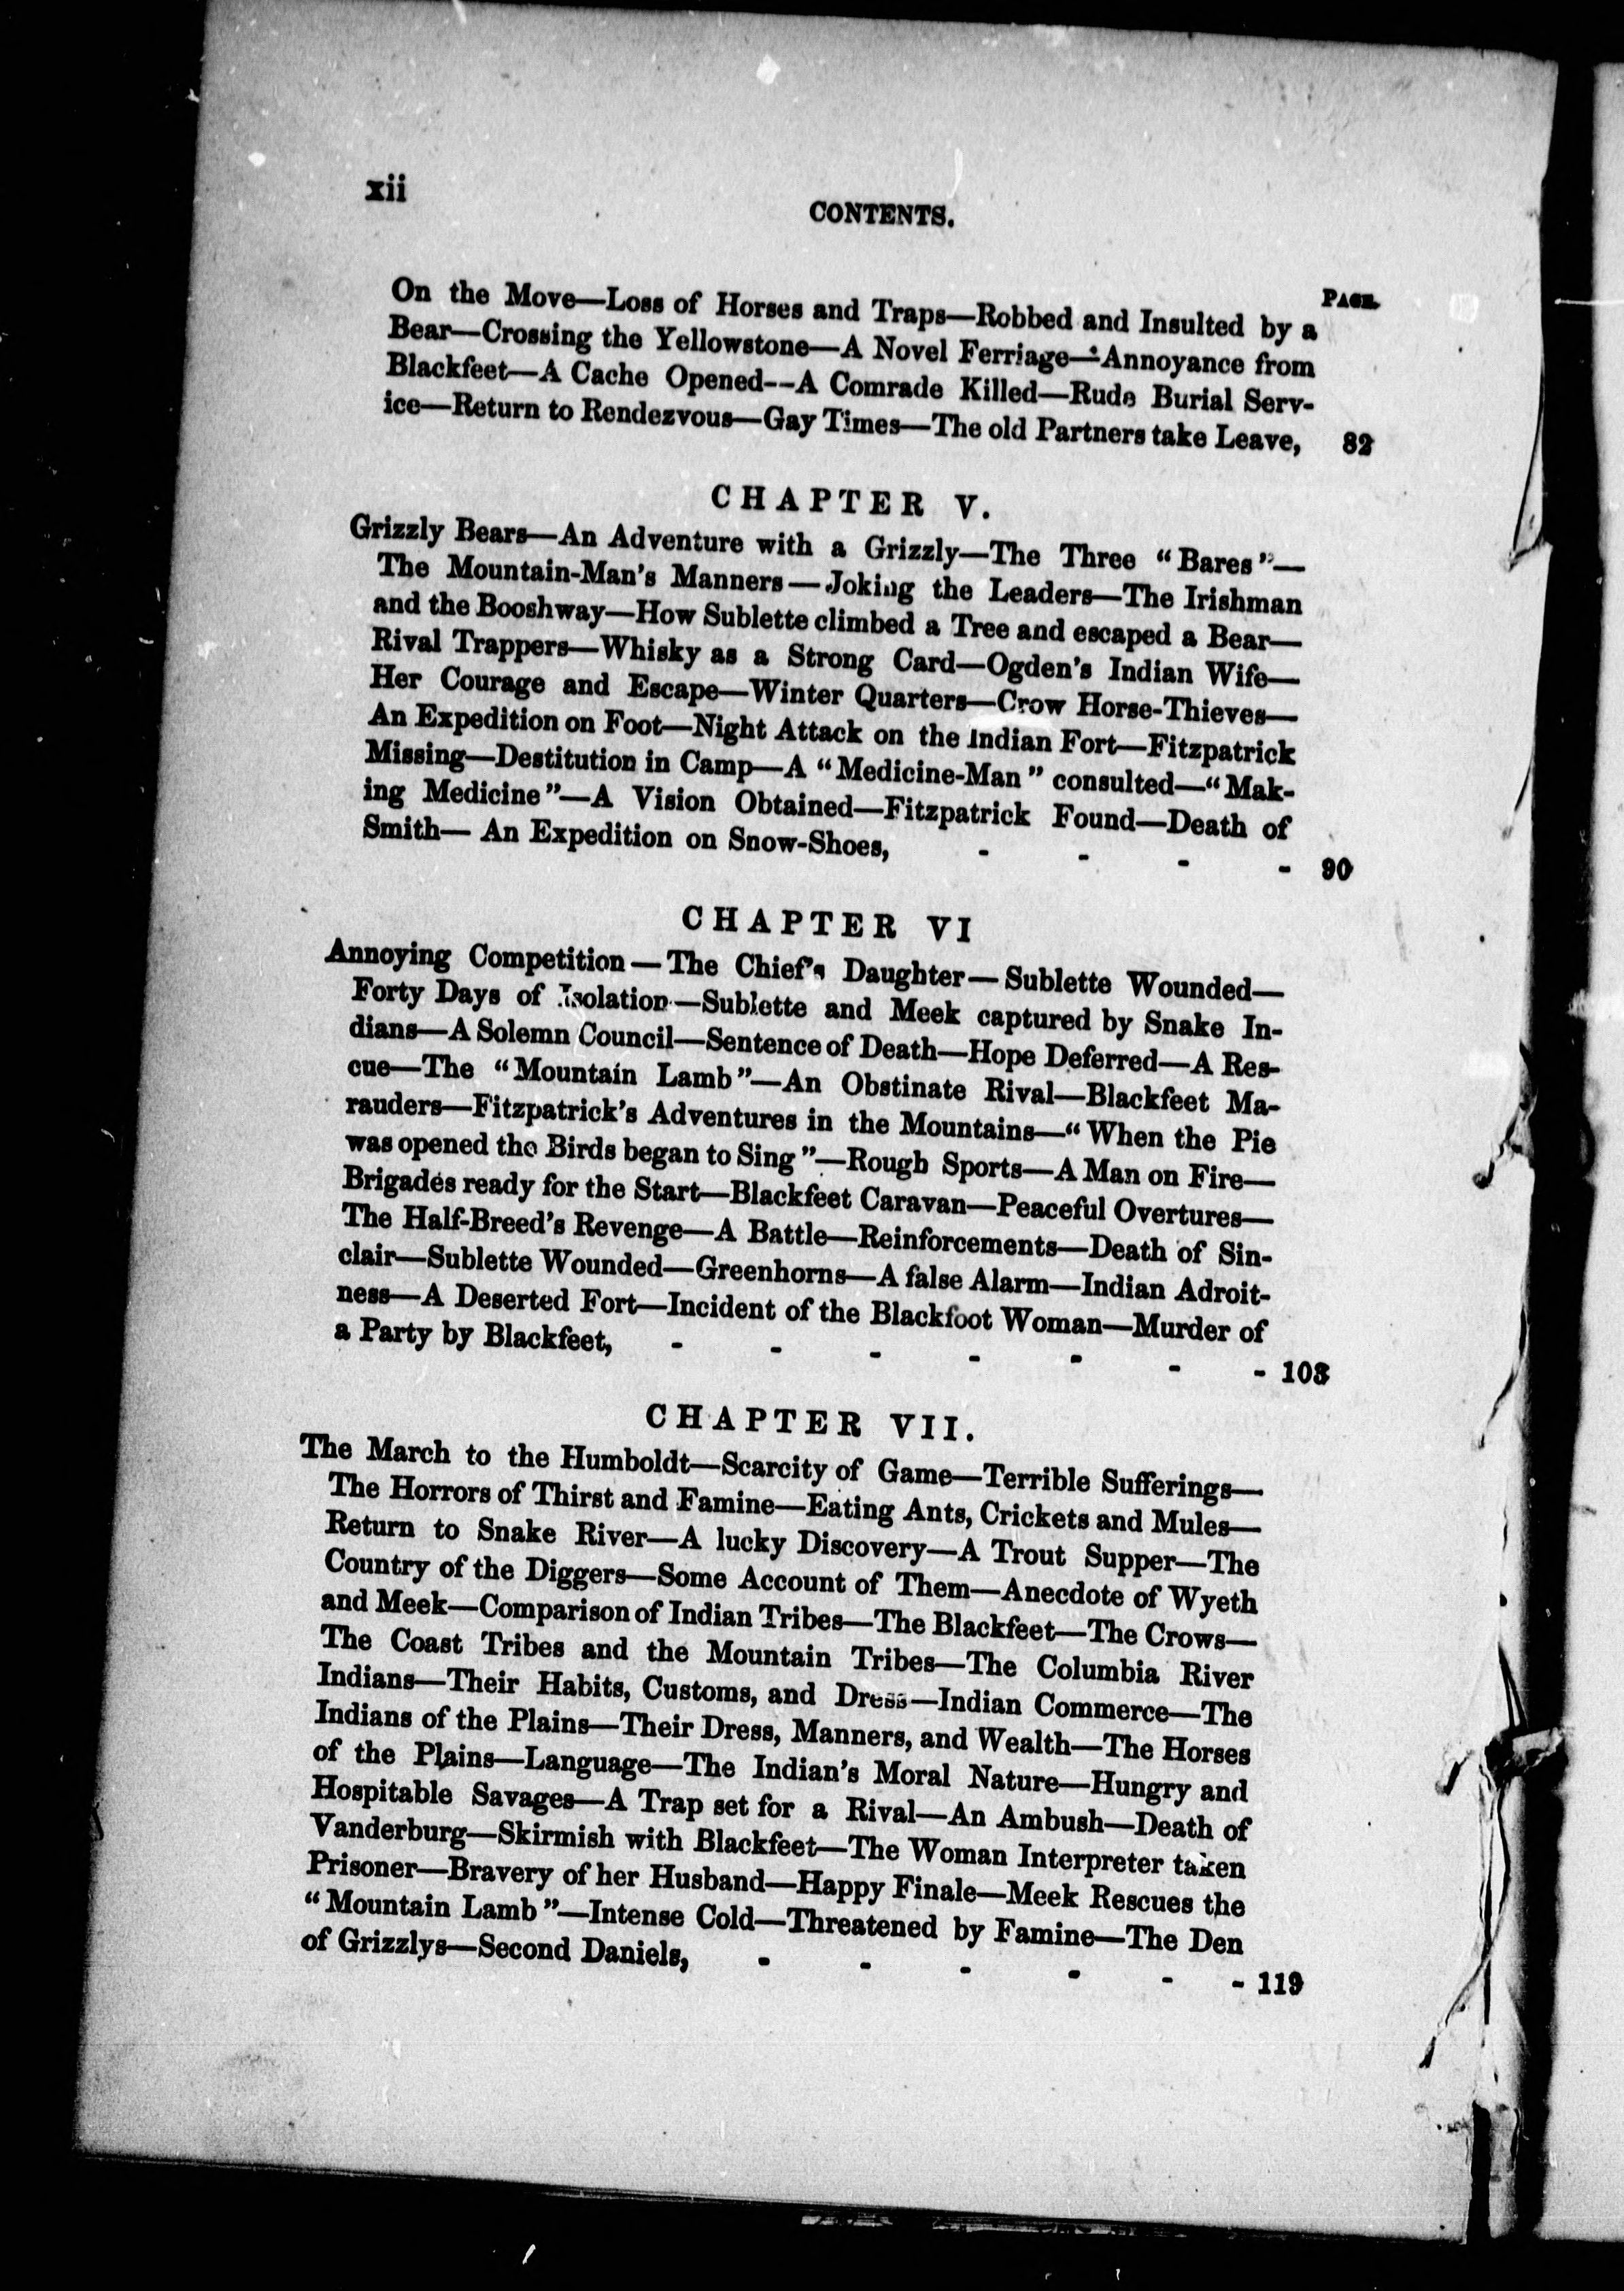 xii
CONTENTS.
PAGE.
On the Move—Loss of Horses and Traps—Robbed and Insulted by a
Bear—Crossing the Yellowstone—A Novel Ferriage—Annoyance from
Blackfeet—A Cache Opened--A Comrade Killed—Rude Burial Serv-
ice—Return to Rendezvous—Gay Times—The old Partners take Leave, 82
CHAPTER V.
Grizzly Bears—An Adventure with a Grizzly—The Three "Bares"—
The Mountain-Man's Manners—Joking the Leaders—The Irishman
and the Booshway—How Sublette climbed a Tree and escaped a Bear—
Rival Trappers—Whisky as a Strong Card—Ogden's Indian Wife—
Her Courage and Escape—Winter Quarters—Crow Horse-Thieves—
An Expedition on Foot—Night Attack on the Indian Fort—Fitzpatrick
Missing—Destitution in Camp—A "Medicine-Man" consulted—"Mak-
ing Medicine"—A Vision Obtained—Fitzpatrick Found—Death of
Smith— An Expedition on Snow-Shoes, - - - - 90
CHAPTER VI
Annoying Competition—The Chief's Daughter—Sublette Wounded—
Forty Days of Isolation—Sublette and Meek captured by Snake In-
dians—A Solemn Council—Sentence of Death—Hope Deferred—A Res-
cue—The "Mountain Lamb"—An Obstinate Rival—Blackfeet Ma-
rauders—Fitzpatrick's Adventures in the Mountains—"When the Pie
was opened the Birds began to Sing"—Rough Sports—A Man on Fire—
Brigades ready for the Start—Blackfeet Caravan—Peaceful Overtures—
The Half-Breed's Revenge—A Battle—Reinforcements—Death of Sin-
clair—Sublette Wounded—Greenhorns—A false Alarm—Indian Adroit-
ness—A Deserted Fort—Incident of the Blackfoot Woman—Murder of
a Party by Blackfeet, - - - - - - - 103
CHAPTER VII.
The March to the Humboldt—Scarcity of Game—Terrible Sufferings—
The Horrors of Thirst and Famine—Eating Ants, Crickets and Mules—
Return to Snake River—A lucky Discovery—A Trout Supper—The
Country of the Diggers—Some Account of Them—Anecdote of Wyeth
and Meek—Comparison of Indian Tribes—The Blackfeet—The Crows—
The Coast Tribes and the Mountain Tribes—The Columbia River
Indians—Their Habits, Customs, and Dress—Indian Commerce—The
Indians of the Plains—Their Dress, Manners, and Wealth—The Horses
of the Plains—Language—The Indian's Moral Nature—Hungry and
Hospitable Savages—A Trap set for a Rival—An Ambush—Death of
Vanderburg—Skirmish with Blackfeet—The Woman Interpreter taken
Prisoner—Bravery of her Husband—Happy Finale—Meek Rescues the
"Mountain Lamb"—Intense Cold—Threatened by Famine—The Den
of Grizzlys—Second Daniels, - - - - - - 119